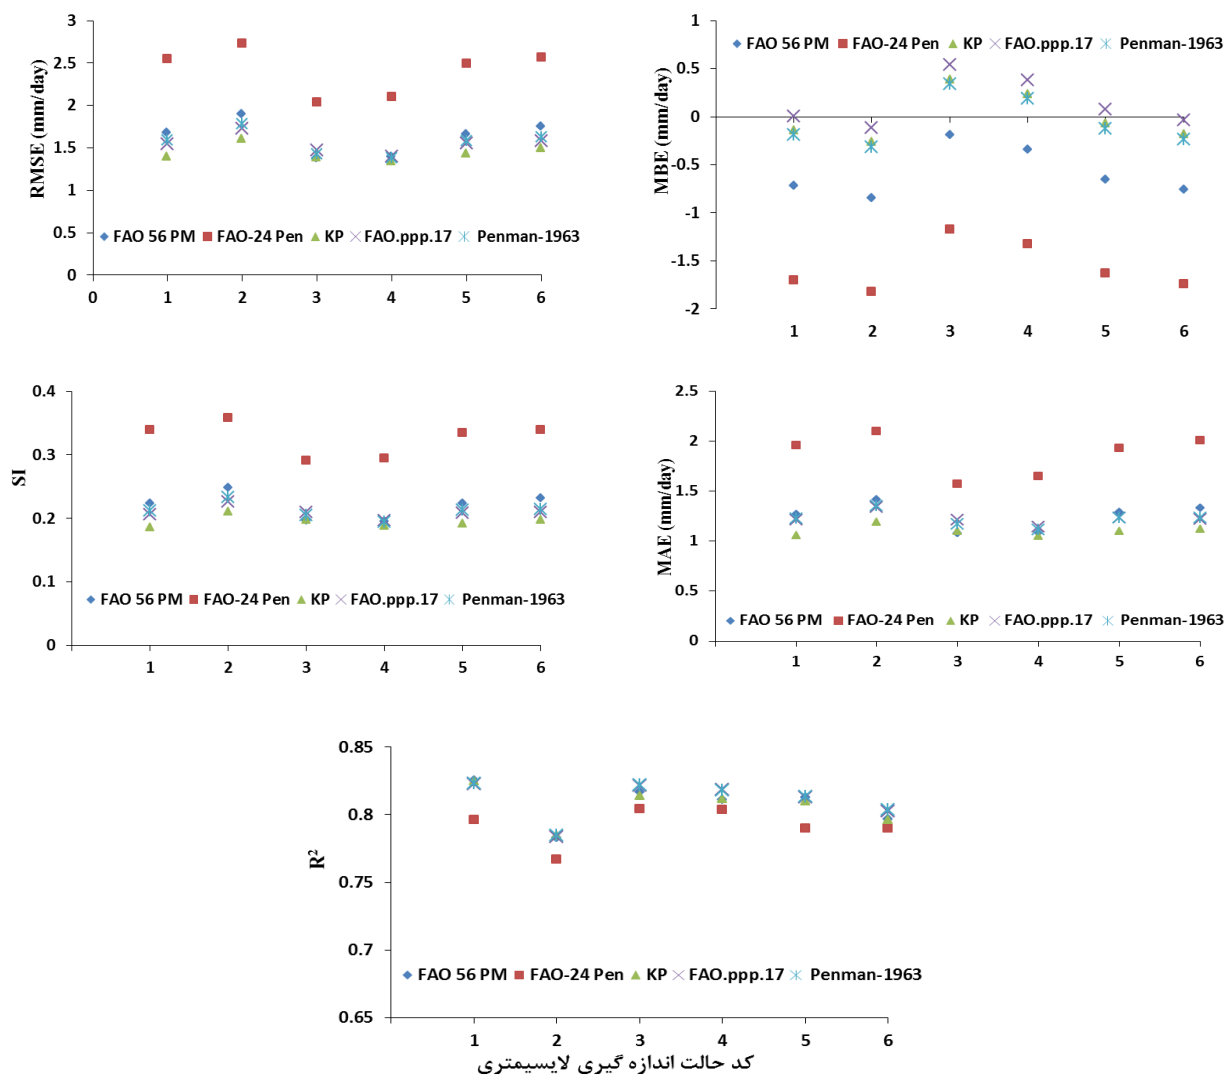 3
2.5
2
1.5
1
0.5
0
RMSE (mm/day)
FAO 56 PM FAO-24 Pen KP FAO.ppp.17 Penman-1963
0 1 2 3 4 5 6
1
0.5
0
-0.5
-1
-1.5
-2
MBE (mm/day)
FAO 56 PM FAO-24 Pen KP FAO.ppp.17 Penman-1963
1 2 3 4 5 6
0.4
0.3
0.2
0.1
0
SI
FAO 56 PM FAO-24 Pen KP FAO.ppp.17 Penman-1963
1 2 3 4 5 6
2.5
2
1.5
1
0.5
0
MAE (mm/day)
FAO 56 PM FAO-24 Pen KP FAO.ppp.17 Penman-1963
1 2 3 4 5 6
0.85
0.8
0.75
0.7
0.65
R²
FAO 56 PM FAO-24 Pen KP FAO.ppp.17 Penman-1963
1 2 3 4 5 6
کد حالت اندازه گیری لایسیمتری